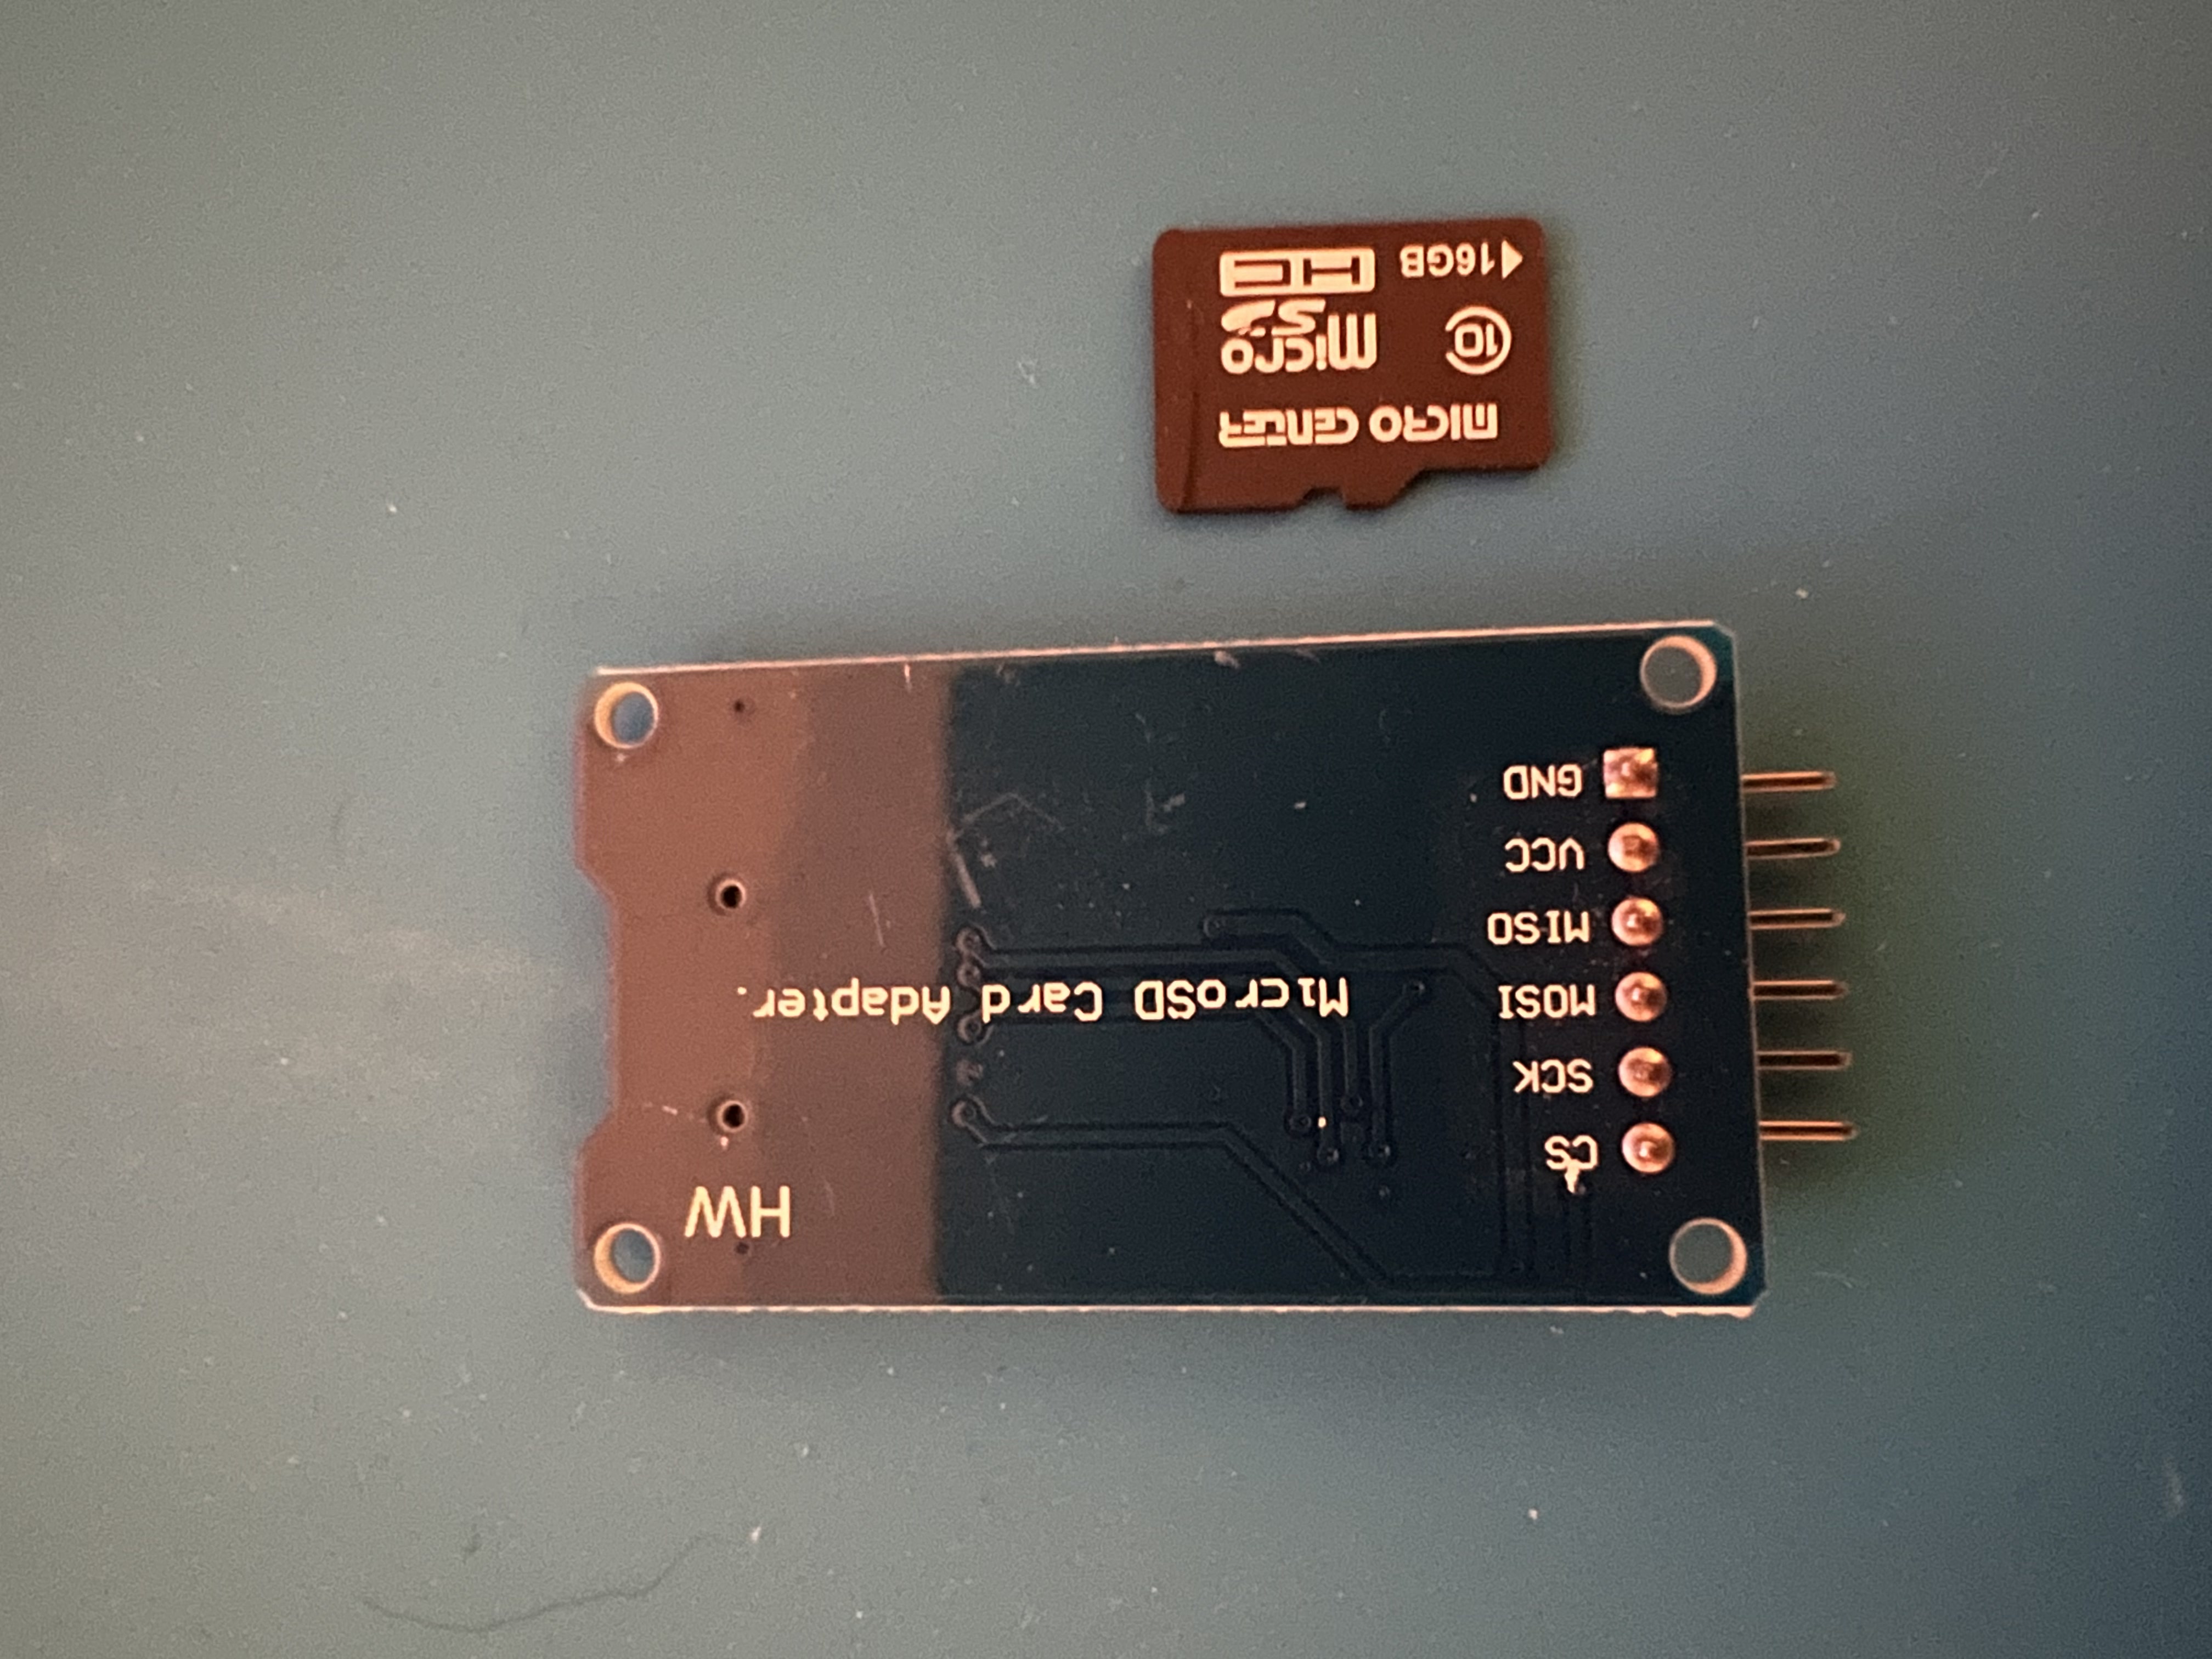 HW
MicroSD Card Adapter.
CS
SCK
MOSI
MISO
VCC
GND
MICRO CENTER
micro
SD
HC
10
16GB